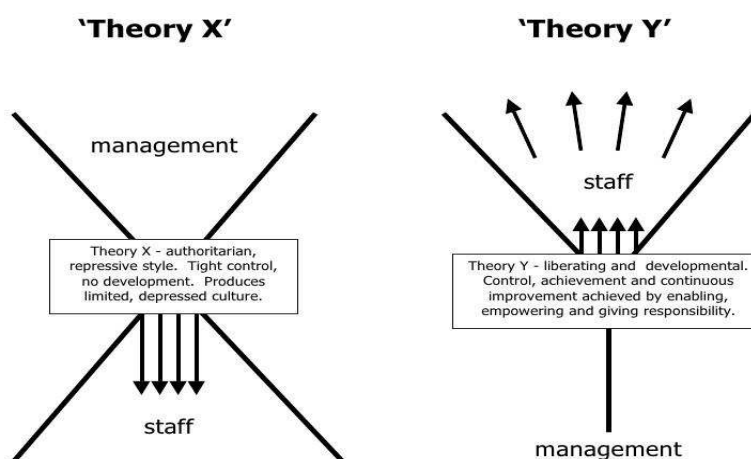 'Theory X'
management
Theory X - authoritarian,
repressive style. Tight control,
no development. Produces
limited, depressed culture.
staff
'Theory Y'
staff
Theory Y - liberating and developmental.
Control, achievement and continuous
improvement achieved by enabling,
empowering and giving responsibility.
management